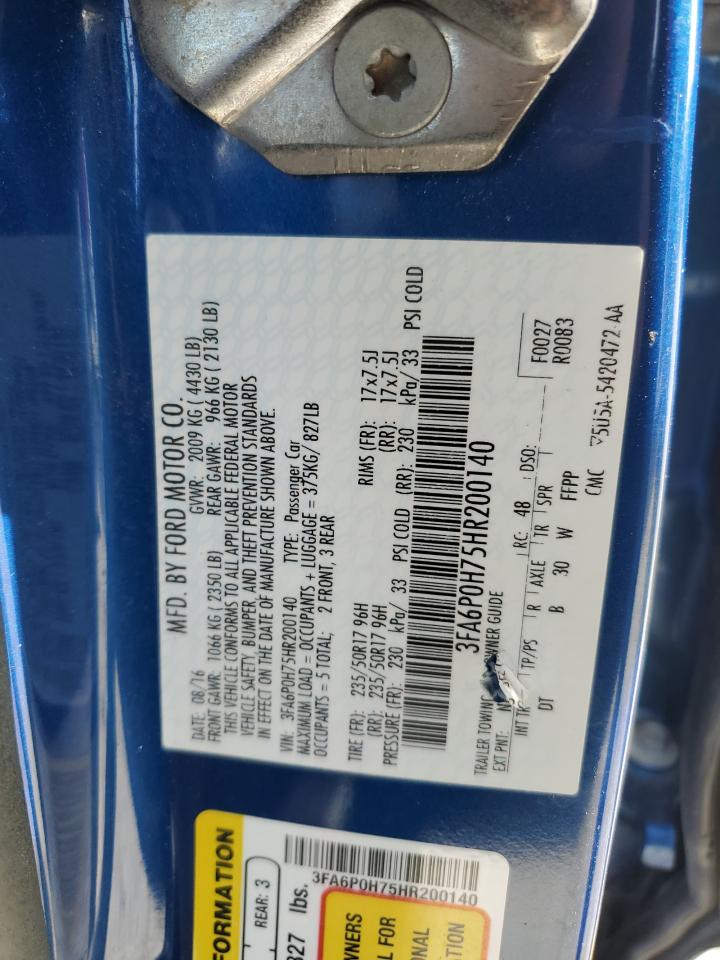 MFD. BY FORD MOTOR CO.
DATE: 08/16 GVWR: 2009 KG ( 4430 LB)
FRONT GAWR: 1066 KG ( 2350 LB) REAR GAWR: 966 KG ( 2130 LB)
THIS VEHICLE CONFORMS TO ALL APPLICABLE FEDERAL MOTOR
VEHICLE SAFETY, BUMPER, AND THEFT PREVENTION STANDARDS
IN EFFECT ON THE DATE OF MANUFACTURE SHOWN ABOVE.
VIN: 3FA6P0H75HR200140 TYPE: Passenger Car
MAXIMUM LOAD = OCCUPANTS + LUGGAGE = 375KG/ 827LB
OCCUPANTS = 5 TOTAL; 2 FRONT, 3 REAR
TIRE (FR): 235/50R17 96H RIMS (FR): 17x7.5J
(RR): 235/50R17 96H (RR): 17x7.5J
PRESSURE (FR): 230 kPa/ 33 PSI COLD (RR): 230 kPa/ 33 PSI COLD
3FA6P0H75HR200140
TRAILER TOWING OWNER GUIDE
EXT PNT: RC: 48 DSO: F0027
INT TR TP/PS R AXLE TR SPR R0083
DT B 30 W FFPP
CMC 5U5A-5420472-AA
FORMATION
REAR: 3
827 lbs.
3FA6P0H75HR200140
WNERS
L FOR
ONAL
ATION